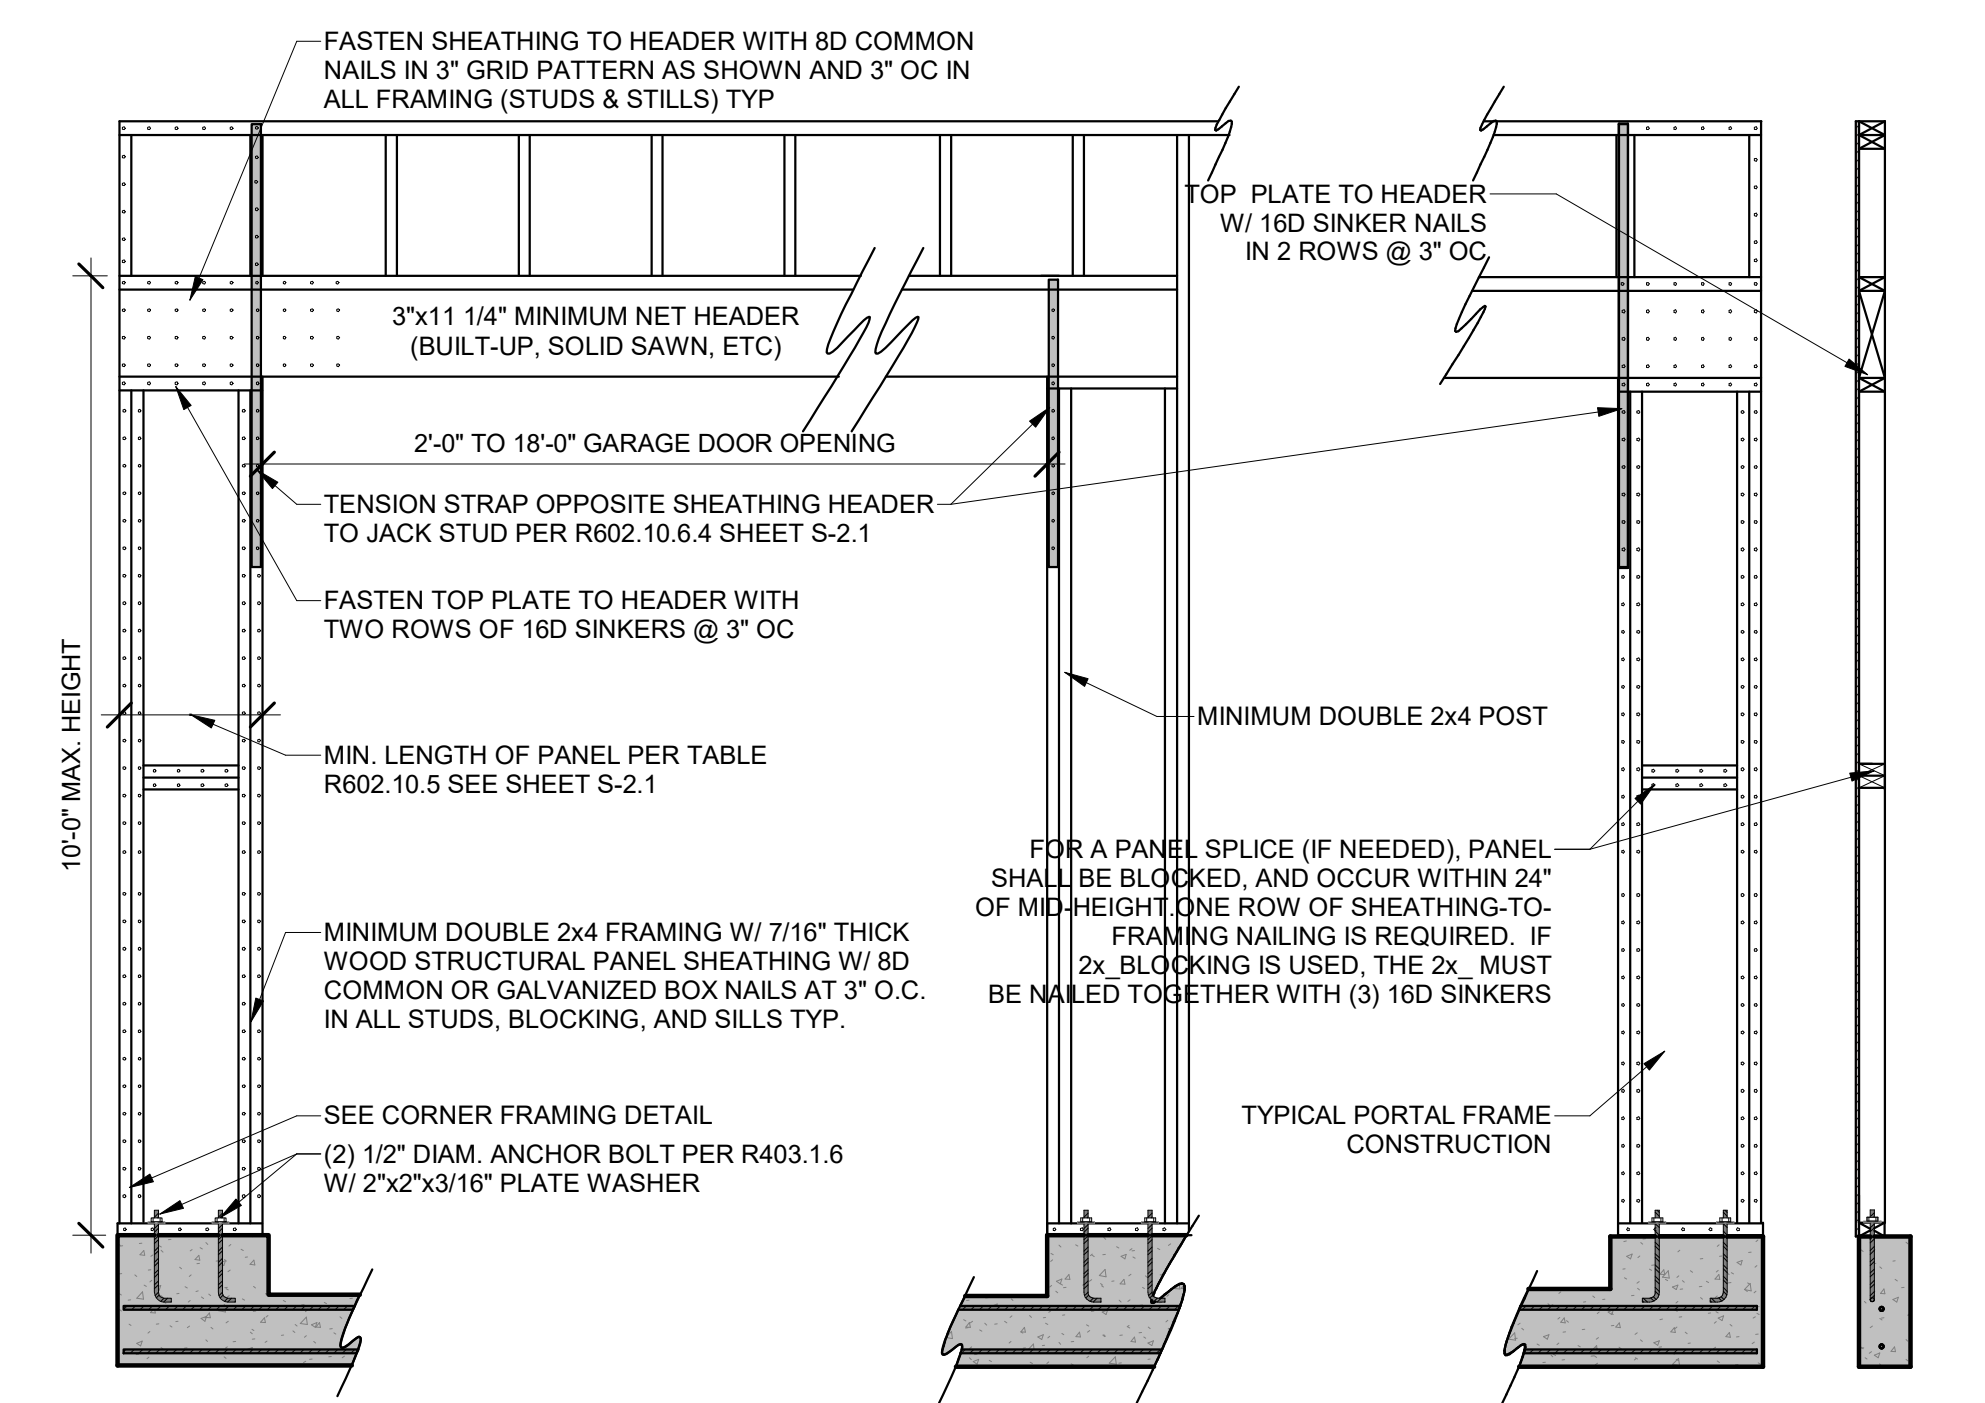 FASTEN SHEATHING TO HEADER WITH 8D COMMON
NAILS IN 3" GRID PATTERN AS SHOWN AND 3" OC IN
ALL FRAMING (STUDS & STILLS) TYP
TOP PLATE TO HEADER
W/ 16D SINKER NAILS
IN 2 ROWS @ 3" OC
3"x11 1/4" MINIMUM NET HEADER
(BUILT-UP, SOLID SAWN, ETC)
2'-0" TO 18'-0" GARAGE DOOR OPENING
TENSION STRAP OPPOSITE SHEATHING HEADER
TO JACK STUD PER R602.10.6.4 SHEET S-2.1
FASTEN TOP PLATE TO HEADER WITH
TWO ROWS OF 16D SINKERS @ 3" OC
10'-0" MAX. HEIGHT
MINIMUM DOUBLE 2x4 POST
MIN. LENGTH OF PANEL PER TABLE
R602.10.5 SEE SHEET S-2.1
FOR A PANEL SPLICE (IF NEEDED), PANEL
SHALL BE BLOCKED, AND OCCUR WITHIN 24"
OF MID-HEIGHT.ONE ROW OF SHEATHING-TO-
FRAMING NAILING IS REQUIRED. IF
2x_BLOCKING IS USED, THE 2x_ MUST
BE NAILED TOGETHER WITH (3) 16D SINKERS
MINIMUM DOUBLE 2x4 FRAMING W/ 7/16" THICK
WOOD STRUCTURAL PANEL SHEATHING W/ 8D
COMMON OR GALVANIZED BOX NAILS AT 3" O.C.
IN ALL STUDS, BLOCKING, AND SILLS TYP.
SEE CORNER FRAMING DETAIL
(2) 1/2" DIAM. ANCHOR BOLT PER R403.1.6
W/ 2"x2"x3/16" PLATE WASHER
TYPICAL PORTAL FRAME
CONSTRUCTION